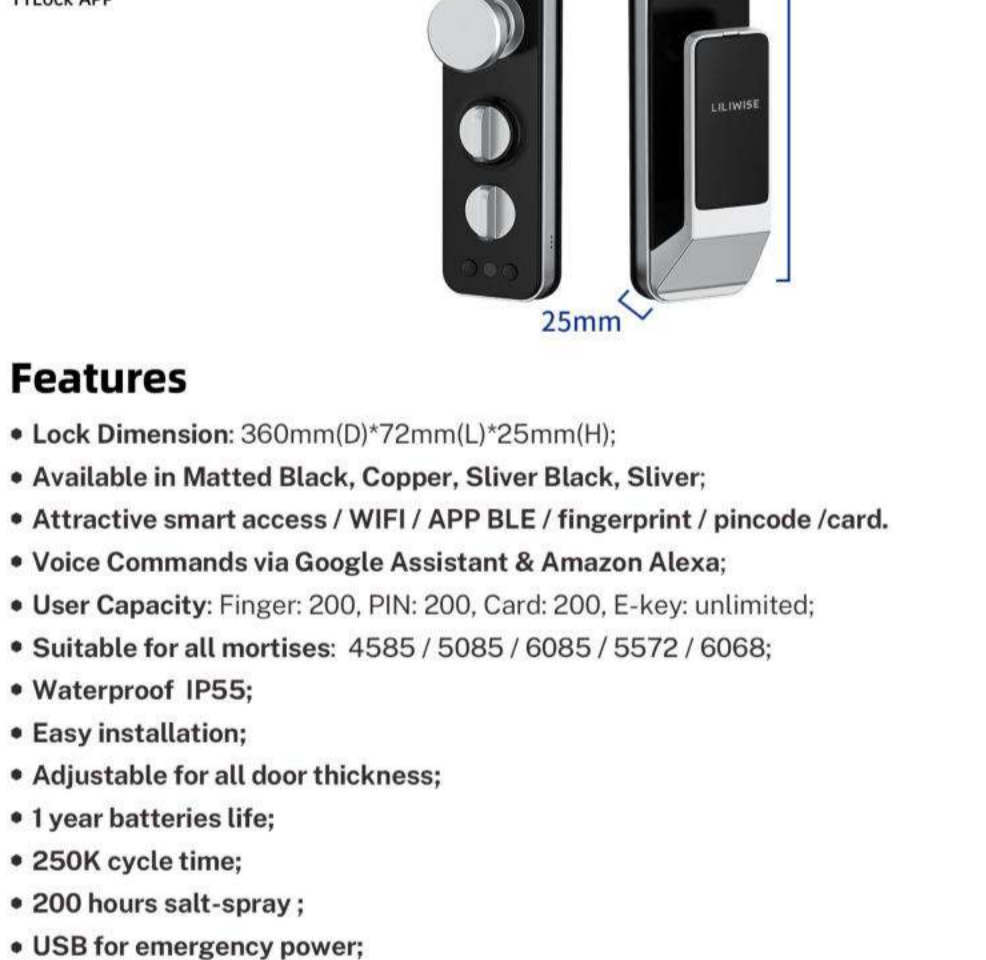 TTLock APP
LILIWISE
25mm
Features
• Lock Dimension: 360mm(D)*72mm(L)*25mm(H);
• Available in Matted Black, Copper, Sliver Black, Sliver;
• Attractive smart access / WIFI / APP BLE / fingerprint / pincode /card.
• Voice Commands via Google Assistant & Amazon Alexa;
• User Capacity: Finger: 200, PIN: 200, Card: 200, E-key: unlimited;
• Suitable for all mortises: 4585 / 5085 / 6085 / 5572 / 6068;
• Waterproof IP55;
• Easy installation;
• Adjustable for all door thickness;
• 1 year batteries life;
• 250K cycle time;
• 200 hours salt-spray ;
• USB for emergency power;